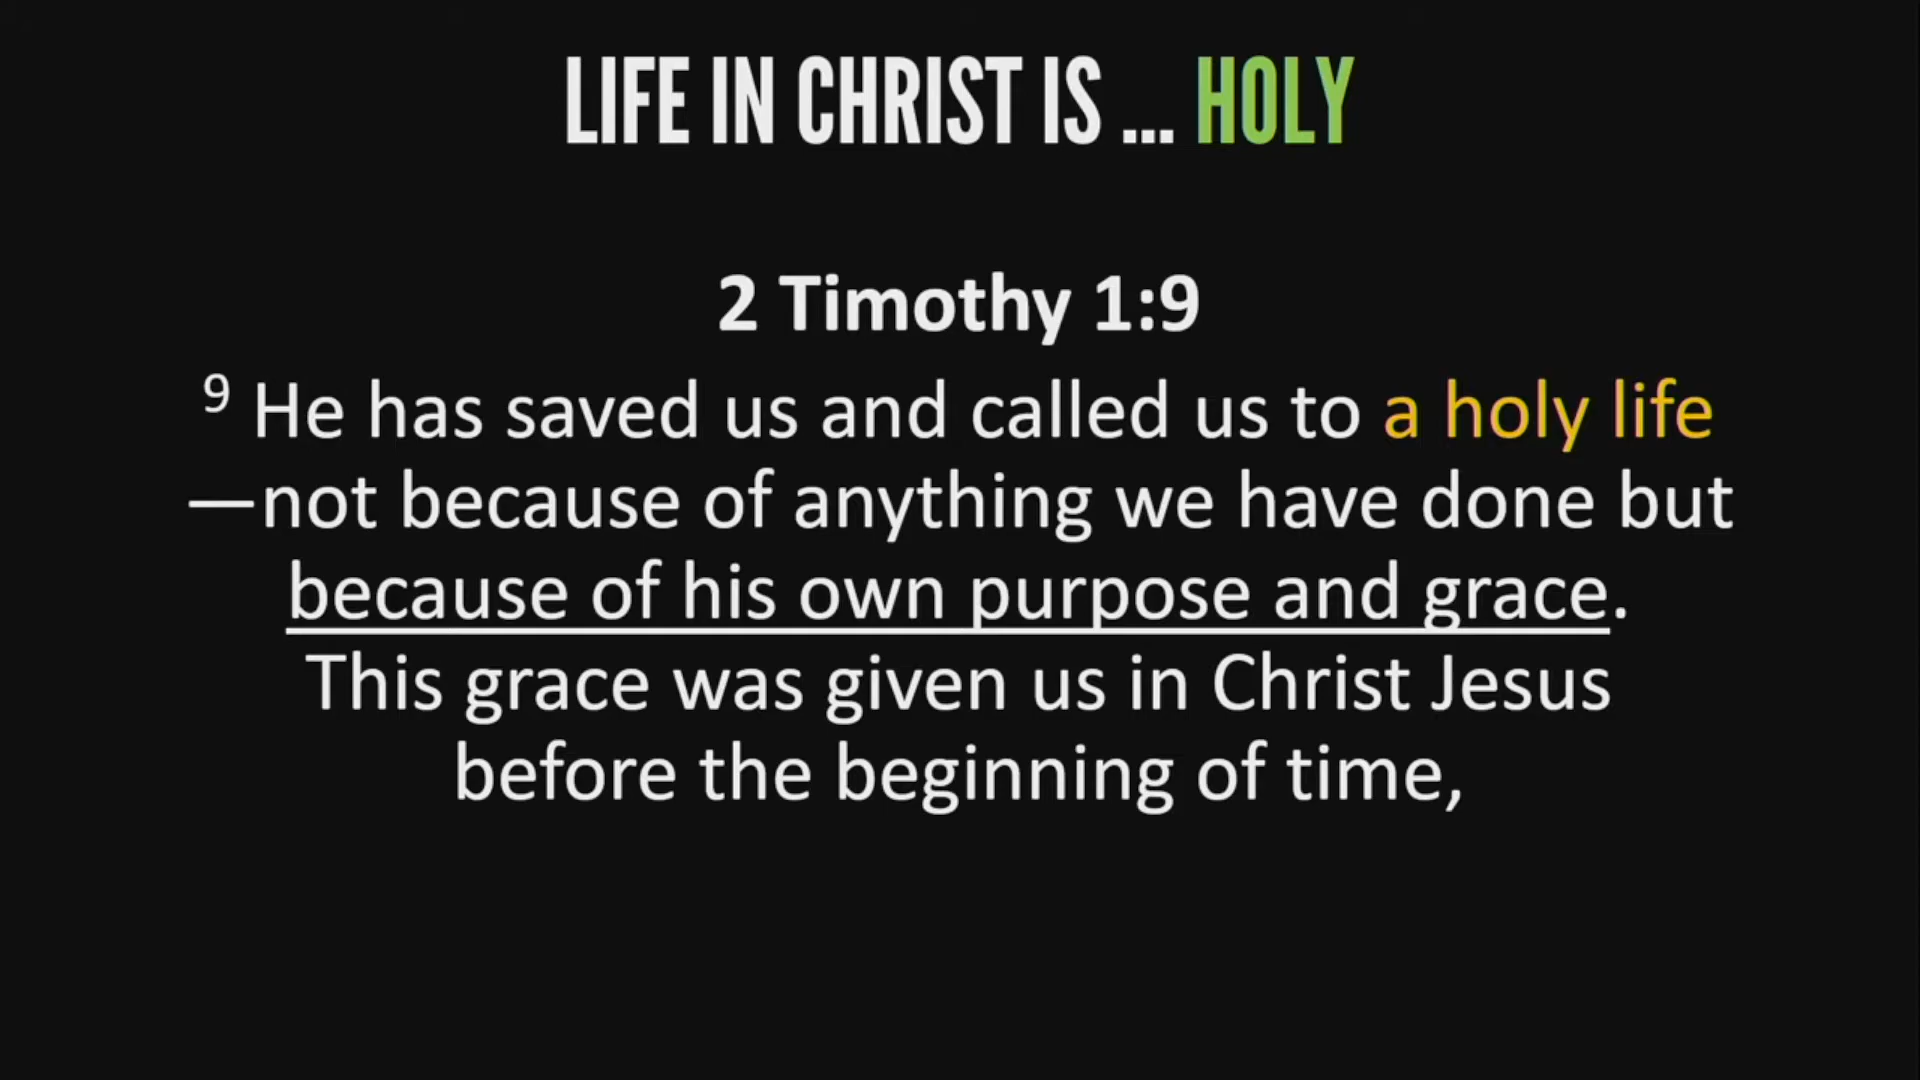 LIFE IN CHRIST IS ... HOLY
2 Timothy 1:9
9 He has saved us and called us to a holy life
—not because of anything we have done but
because of his own purpose and grace.
This grace was given us in Christ Jesus
before the beginning of time,